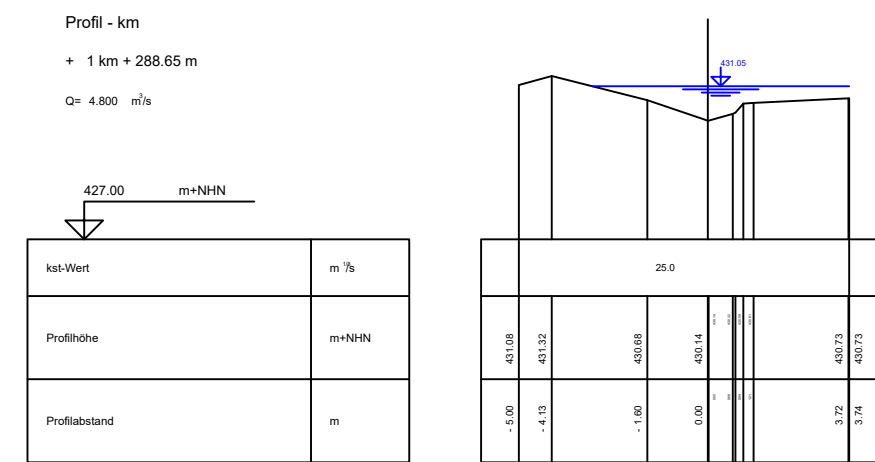 Profil - km
+ 1 km + 288.65 m
Q= 4.800 m³/s
431.05
427.00 m+NHN
kst-Wert m 1/3/s 25.0
Profilhöhe m+NHN 431.08 431.32 430.68 430.14 430.73 430.73
Profilabstand m - 5.00 - 4.13 - 1.60 0.00 3.72 3.74